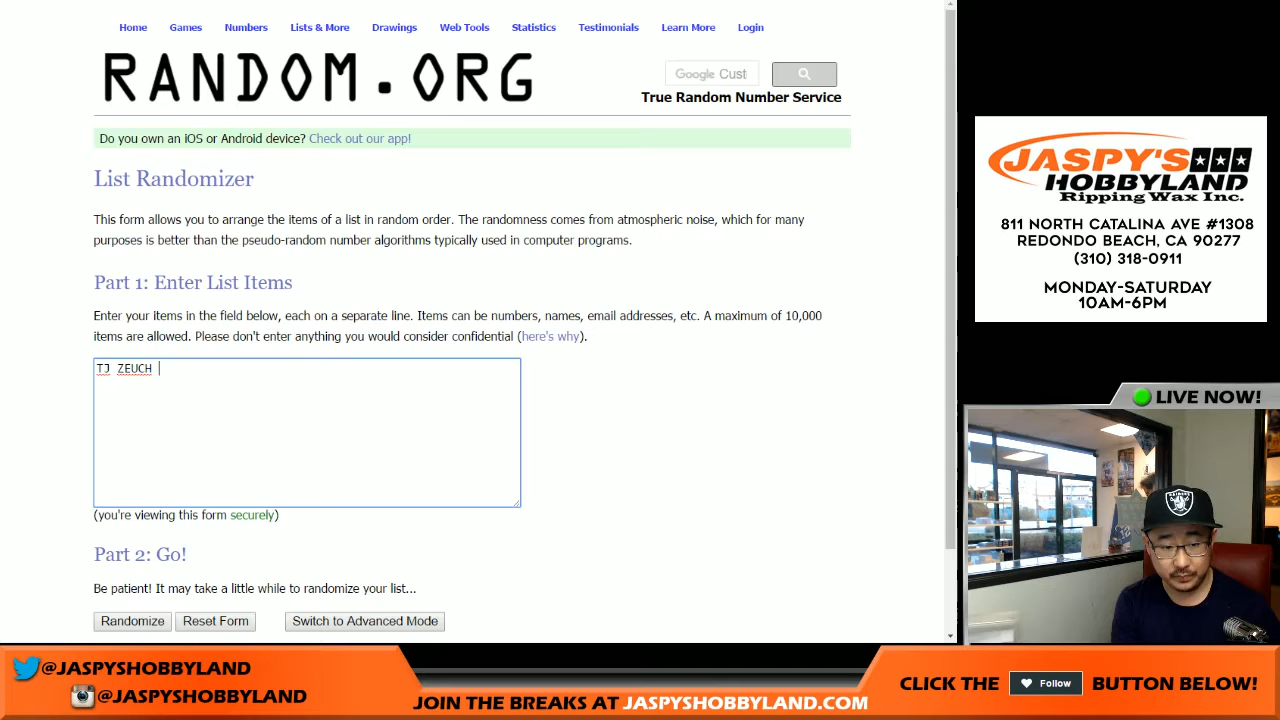 Home Games Numbers Lists & More Drawings Web Tools Statistics Testimonials Learn More Login
RANDOM.ORG
Google Cust
True Random Number Service
Do you own an iOS or Android device? Check out our app!
List Randomizer
This form allows you to arrange the items of a list in random order. The randomness comes from atmospheric noise, which for many
purposes is better than the pseudo-random number algorithms typically used in computer programs.
Part 1: Enter List Items
Enter your items in the field below, each on a separate line. Items can be numbers, names, email addresses, etc. A maximum of 10,000
items are allowed. Please don't enter anything you would consider confidential (here's why).
TJ ZEUCH
(you're viewing this form securely)
Part 2: Go!
Be patient! It may take a little while to randomize your list...
Randomize Reset Form Switch to Advanced Mode
JASPY'S
HOBBYLAND
Ripping Wax Inc.
811 NORTH CATALINA AVE #1308
REDONDO BEACH, CA 90277
(310) 318-0911
MONDAY-SATURDAY
10AM-6PM
LIVE NOW!
RAIDERS
@JASPYSHOBBYLAND
@JASPYSHOBBYLAND
JOIN THE BREAKS AT JASPYSHOBBYLAND.COM
CLICK THE Follow BUTTON BELOW!